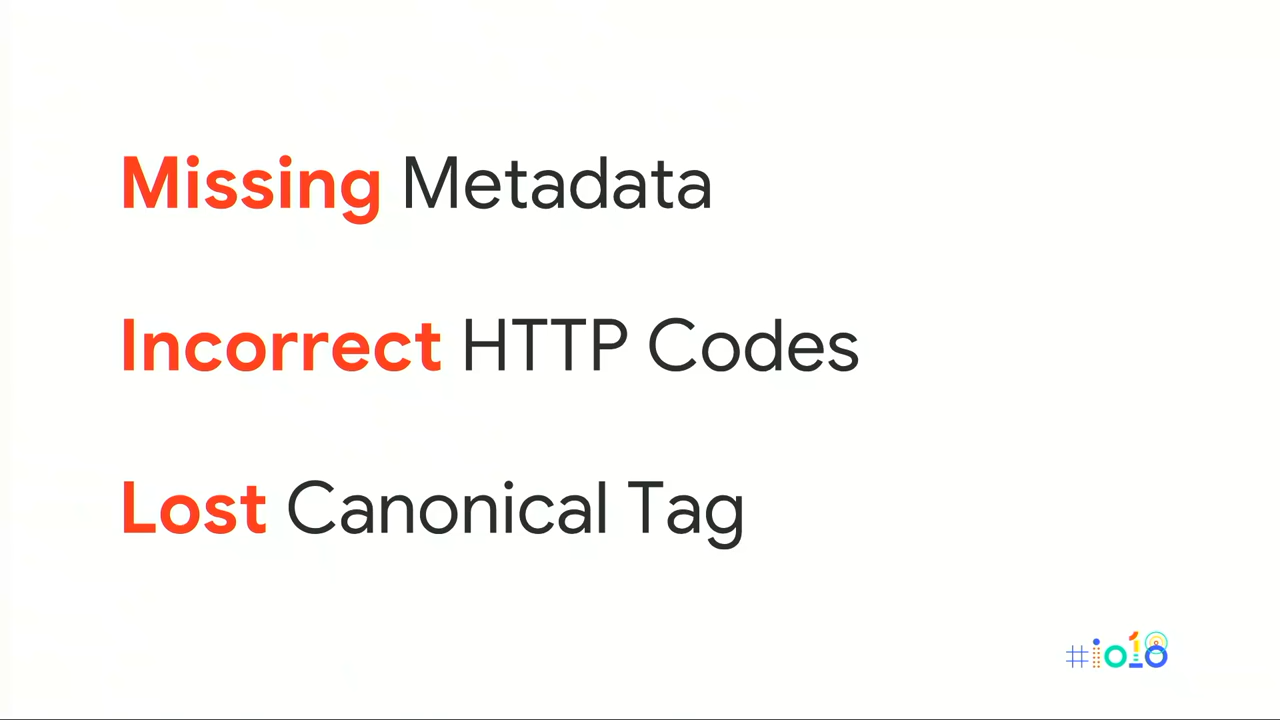 Missing Metadata
Incorrect HTTP Codes
Lost Canonical Tag
#io18